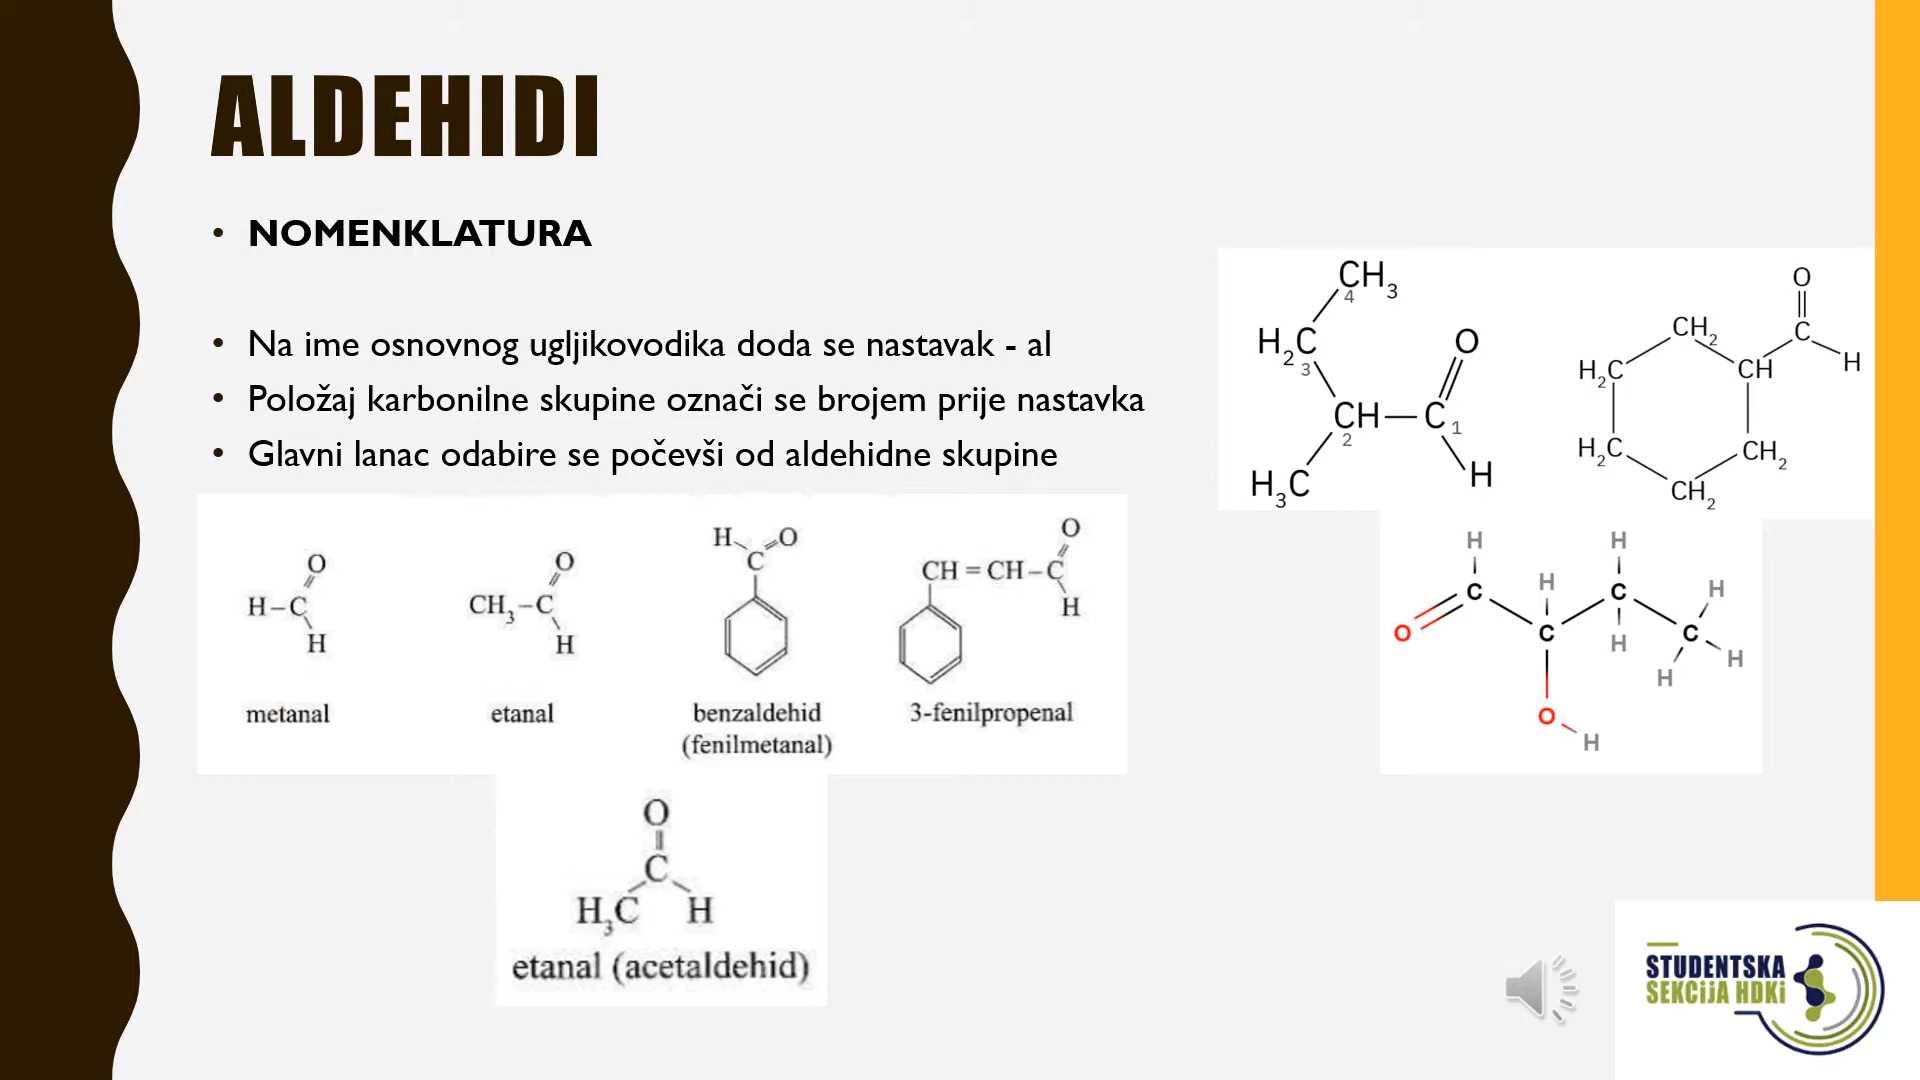 ALDEHIDI
• NOMENKLATURA
• Na ime osnovnog ugljikovodika doda se nastavak - al
• Položaj karbonilne skupine označi se brojem prije nastavka
• Glavni lanac odabire se počevši od aldehidne skupine
CH3
4
H2C
3
O
CH—C
2
1
H3C
H
O
CH2
C
H2C
CH
H
H2C
CH2
CH2
H O
C
O
CH = CH – C
H
O
H – C
H
O
CH3 – C
H
metanal
etanal
benzaldehid
(fenilmetanal)
3-fenilpropenal
H
H
H
C
C
H
O
C
H
C
H
H
H
O
H
O
C
H3C
H
etanal (acetaldehid)
STUDENTSKA
SEKCIJA HDKI